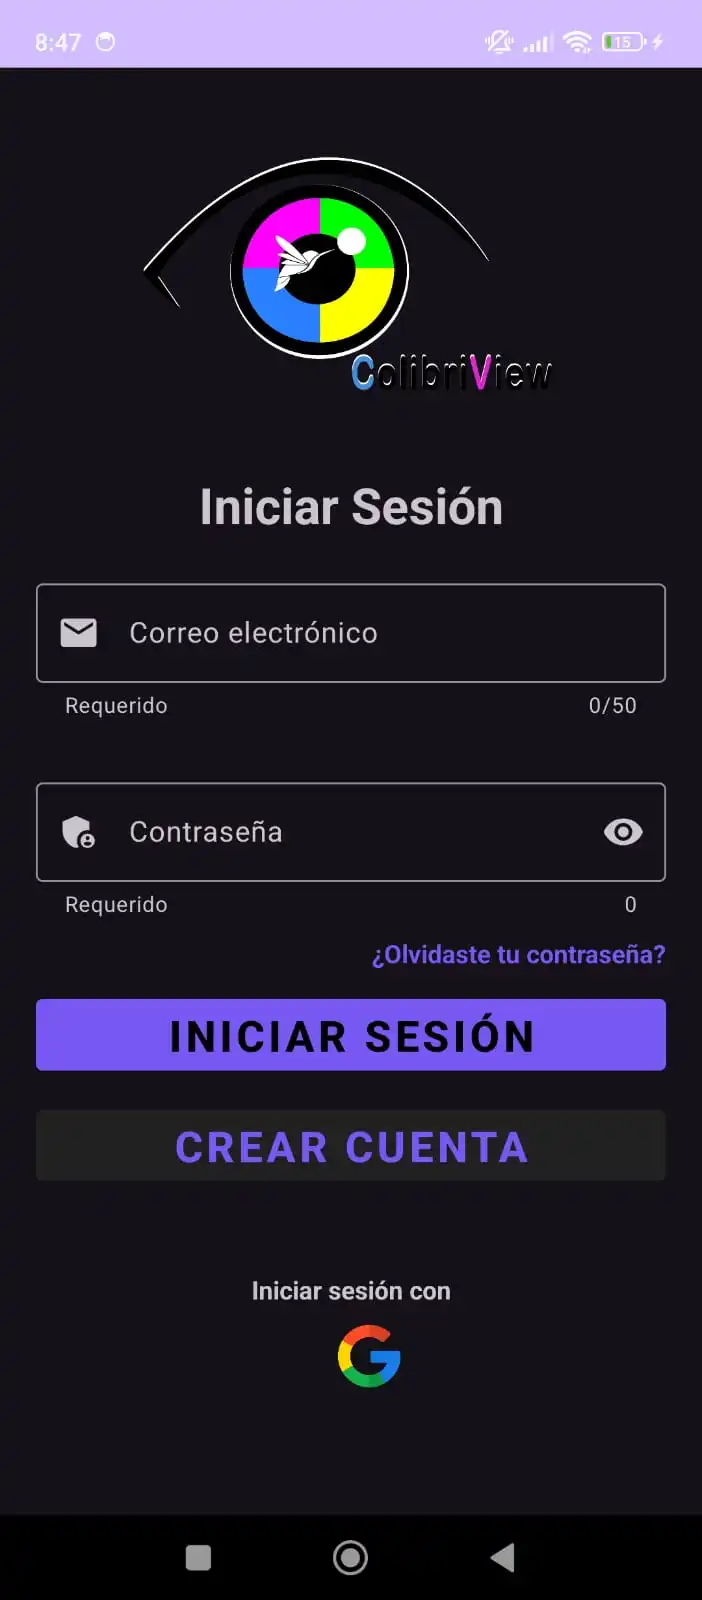 8:47
15
ColibriView
Iniciar Sesión
Correo electrónico
Requerido 0/50
Contraseña
Requerido 0
¿Olvidaste tu contraseña?
INICIAR SESIÓN
CREAR CUENTA
Iniciar sesión con